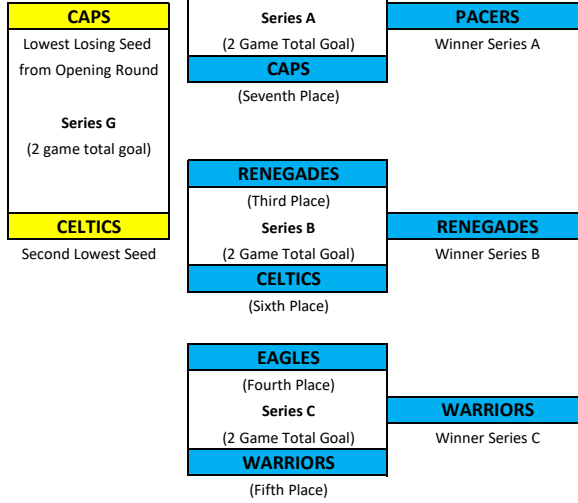 CAPS
Lowest Losing Seed
from Opening Round
Series G
(2 game total goal)
CELTICS
Second Lowest Seed
Series A
(2 Game Total Goal)
CAPS
(Seventh Place)
PACERS
Winner Series A
RENEGADES
(Third Place)
Series B
(2 Game Total Goal)
CELTICS
(Sixth Place)
RENEGADES
Winner Series B
EAGLES
(Fourth Place)
Series C
(2 Game Total Goal)
WARRIORS
(Fifth Place)
WARRIORS
Winner Series C